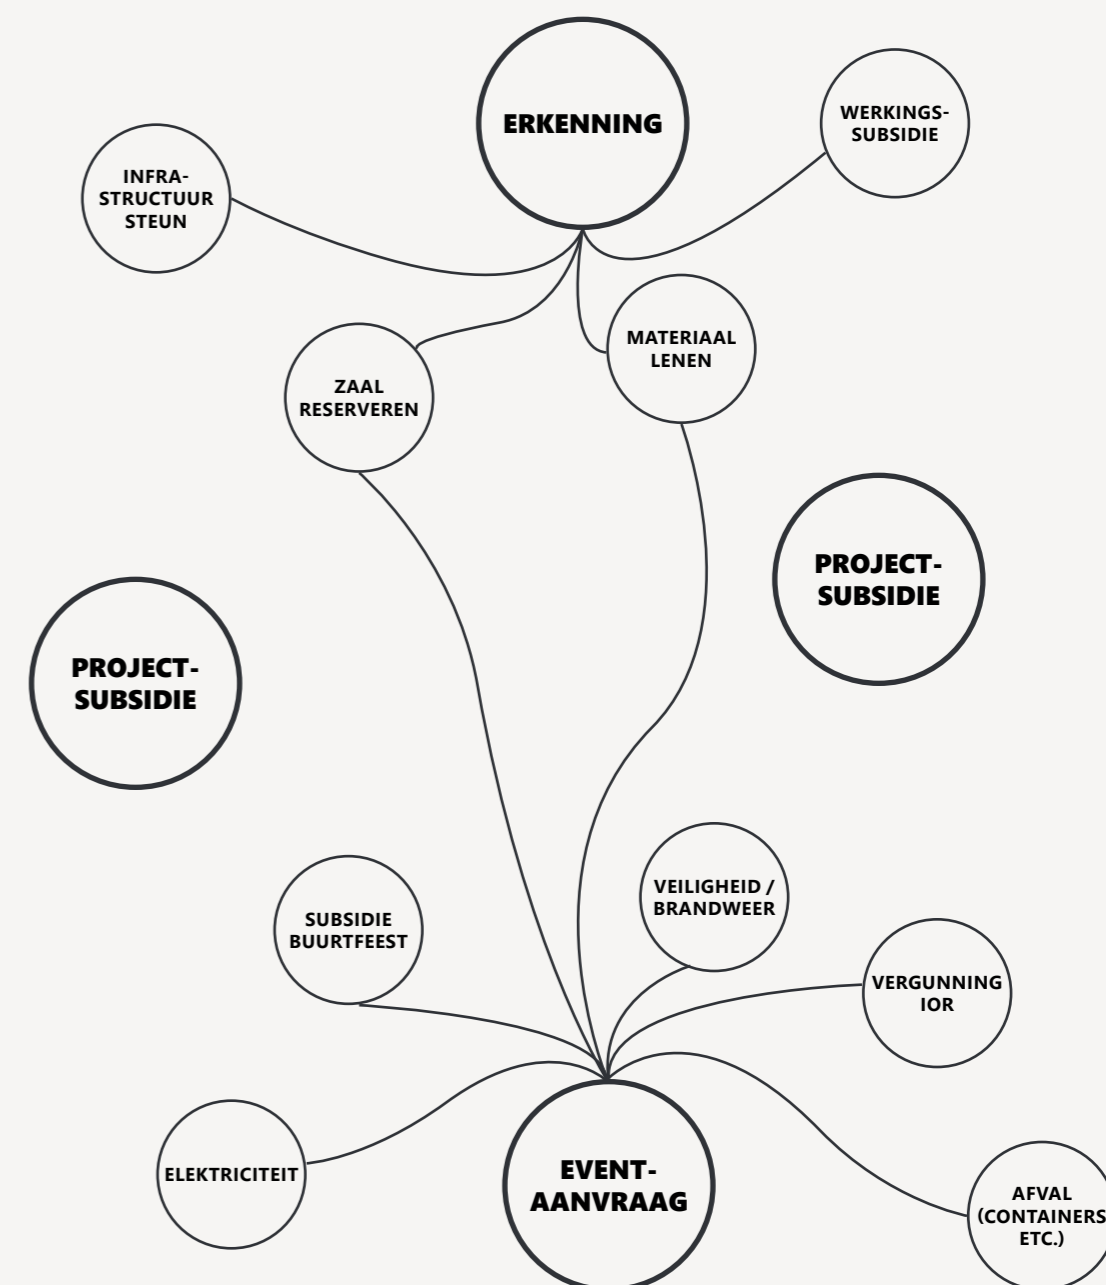 ERKENNING
WERKINGS-
SUBSIDIE
INFRA-
STRUCTUUR
STEUN
MATERIAAL
LENEN
ZAAL
RESERVEREN
PROJECT-
SUBSIDIE
PROJECT-
SUBSIDIE
VEILIGHEID /
BRANDWEER
SUBSIDIE
BUURTFEEST
VERGUNNING
IOR
ELEKTRICITEIT
EVENT-
AANVRAAG
AFVAL
(CONTAINERS
ETC.)